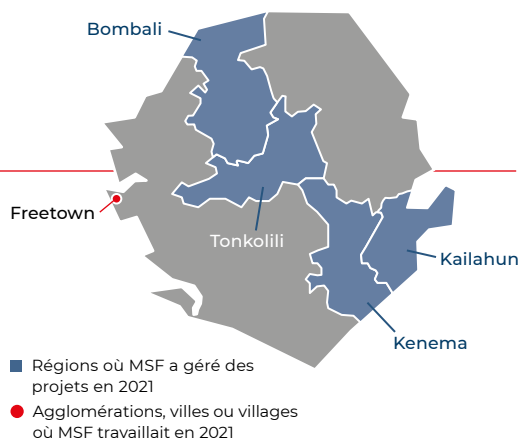 Bombali
Freetown
Tonkolili
Kailahun
Kenema
Régions où MSF a géré des
projets en 2021
Agglomérations, villes ou villages
où MSF travaillait en 2021